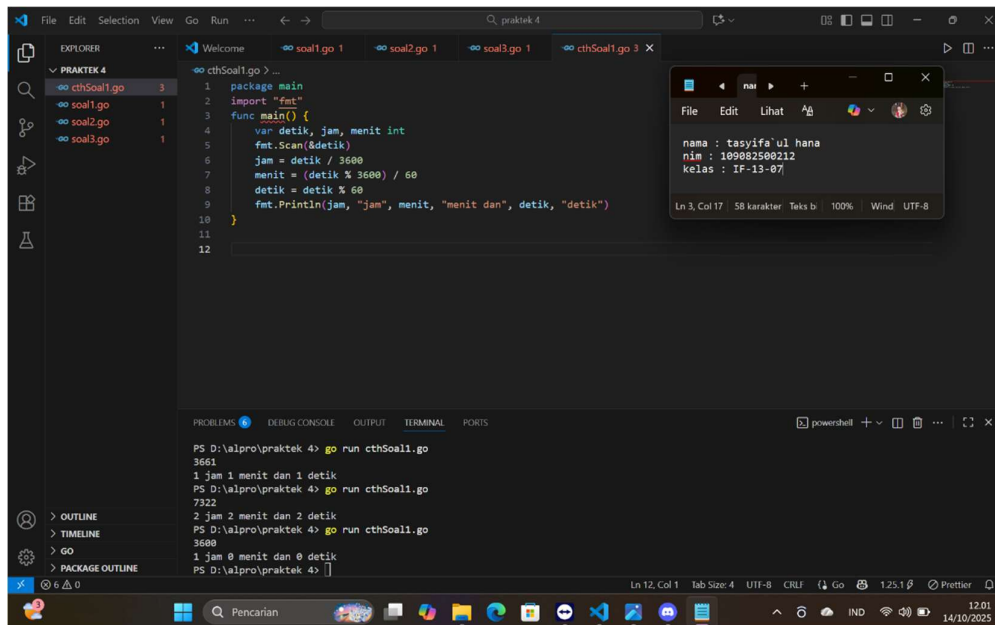 File Edit Selection View Go Run ··· praktek 4
EXPLORER ···
PRAKTEK 4
cthSoal1.go 3
soal1.go 1
soal2.go 1
soal3.go 1
OUTLINE
TIMELINE
GO
PACKAGE OUTLINE
Welcome soal1.go 1 soal2.go 1 soal3.go 1 cthSoal1.go 3
cthSoal1.go > ...
1 package main
2 import "fmt"
3 func main() {
4 var detik, jam, menit int
5 fmt.Scan(&detik)
6 jam = detik / 3600
7 menit = (detik % 3600) / 60
8 detik = detik % 60
9 fmt.Println(jam, "jam", menit, "menit dan", detik, "detik")
10 }
11
12
nar
File Edit Lihat
nama : tasyifa`ul hana
nim : 109082500212
kelas : IF-13-07
Ln 3, Col 17 58 karakter Teks bi 100% Wind UTF-8
PROBLEMS 6 DEBUG CONSOLE OUTPUT TERMINAL PORTS powershell
PS D:\alpro\praktek 4> go run cthSoal1.go
3661
1 jam 1 menit dan 1 detik
PS D:\alpro\praktek 4> go run cthSoal1.go
7322
2 jam 2 menit dan 2 detik
PS D:\alpro\praktek 4> go run cthSoal1.go
3600
1 jam 0 menit dan 0 detik
PS D:\alpro\praktek 4>
6 0 Ln 12, Col 1 Tab Size: 4 UTF-8 CRLF Go 1.25.1 Prettier
3 Pencarian IND 12.01
14/10/2025